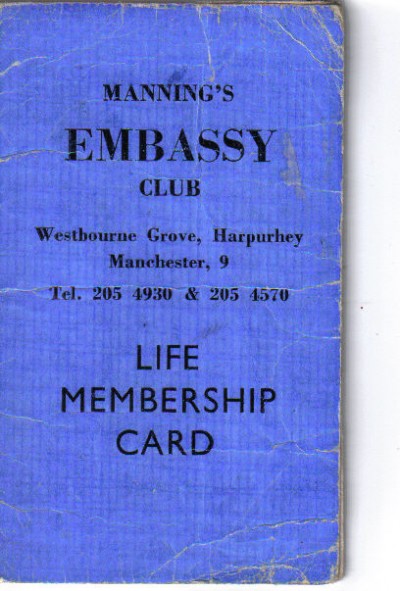 MANNING'S
EMBASSY
CLUB
Westbourne Grove, Harpurhey
Manchester, 9
Tel. 205 4930 & 205 4570
LIFE
MEMBERSHIP
CARD